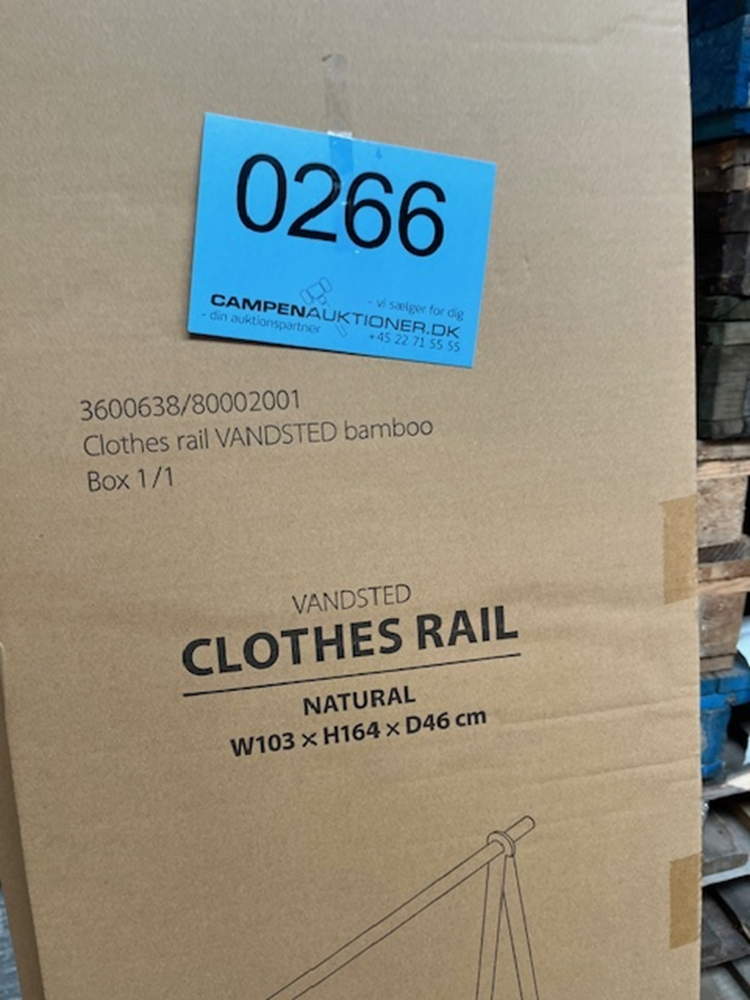 0266
CAMPENAUKTIONER.DK
- vi sælger for dig
- din auktionspartner
+45 22 71 55 55
3600638/80002001
Clothes rail VANDSTED bamboo
Box 1/1
VANDSTED
CLOTHES RAIL
NATURAL
W103 × H164 × D46 cm